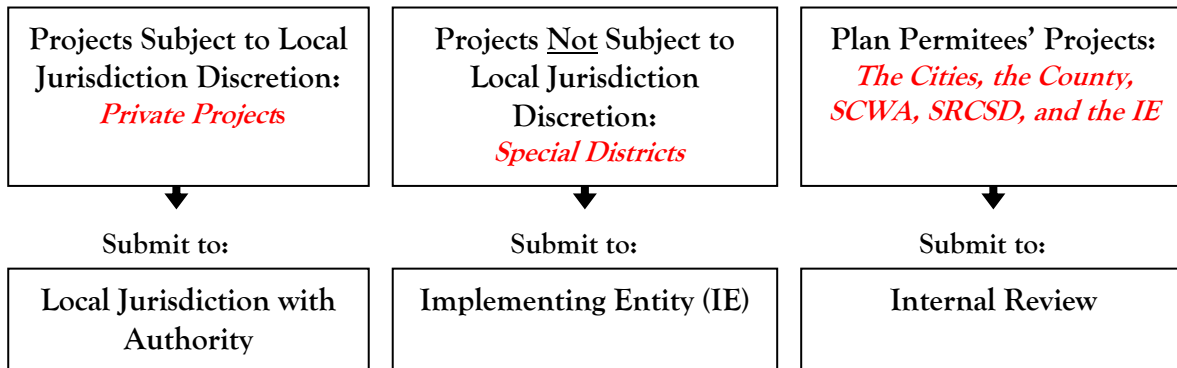 Projects Subject to Local
Jurisdiction Discretion:
Private Projects
Projects Not Subject to
Local Jurisdiction
Discretion:
Special Districts
Plan Permitees’ Projects:
The Cities, the County,
SCWA, SRCSD, and the IE
Submit to:
Submit to:
Submit to:
Local Jurisdiction with
Authority
Implementing Entity (IE)
Internal Review